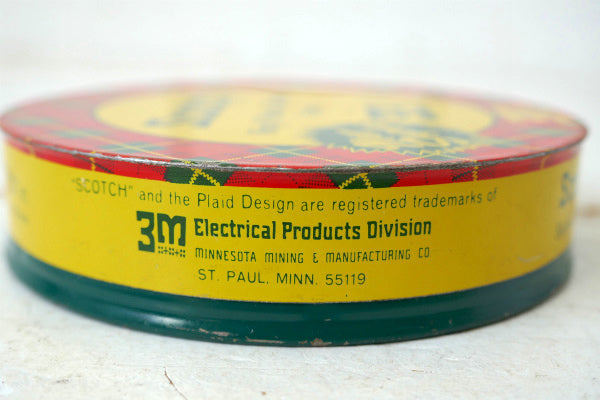 "SCOTCH" and the Plaid Design are registered trademarks of
3M Electrical Products Division
MINNESOTA MINING & MANUFACTURING CO
ST. PAUL, MINN. 55119